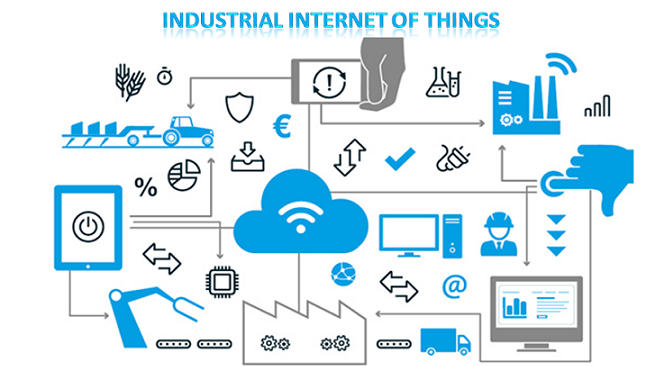 INDUSTRIAL INTERNET OF THINGS
!
€
%
@